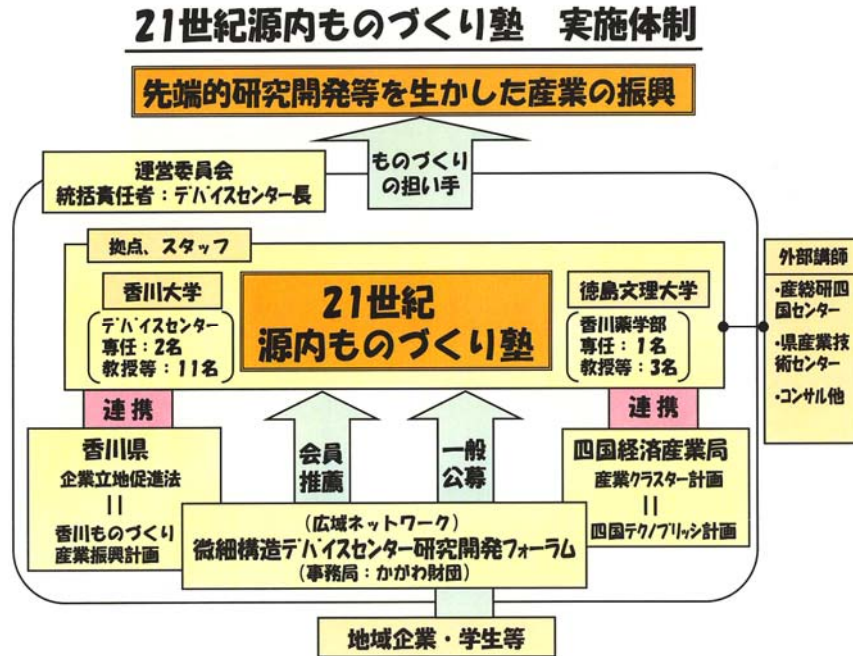 21世紀源内ものづくり塾 実施体制
先端的研究開発等を生かした産業の振興
ものづくり
の担い手
運営委員会
統括責任者：デバイスセンター長
拠点、スタッフ
香川大学
デバイスセンター
専任：2名
教授等：11名
21世紀
源内ものづくり塾
徳島文理大学
香川薬学部
専任：1名
教授等：3名
外部講師
・産総研四
国センター
・県産業技
術センター
・コンサル他
連携
会員
推薦
一般
公募
連携
香川県
企業立地促進法
||
香川ものづくり
産業振興計画
四国経済産業局
産業クラスター計画
||
四国テクノブリッジ計画
(広域ネットワーク)
微細構造デバイスセンター研究開発フォーラム
(事務局：かがわ財団)
地域企業・学生等